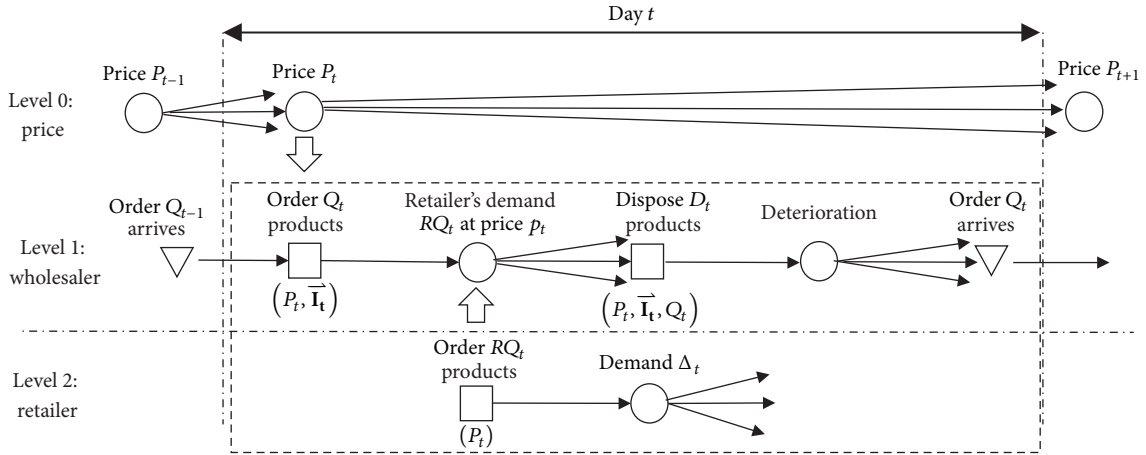 Day t
Price P_{t−1}
Price P_t
Price P_{t+1}
Level 0:
price
Order Q_{t−1}
arrives
Order Q_t
products
Retailer's demand
RQ_t at price p_t
Dispose D_t
products
Deterioration
Order Q_t
arrives
Level 1:
wholesaler
(P_t, \vec{I_t})
(P_t, \vec{I_t}, Q_t)
Level 2:
retailer
Order RQ_t
products
Demand Δ_t
(P_t)